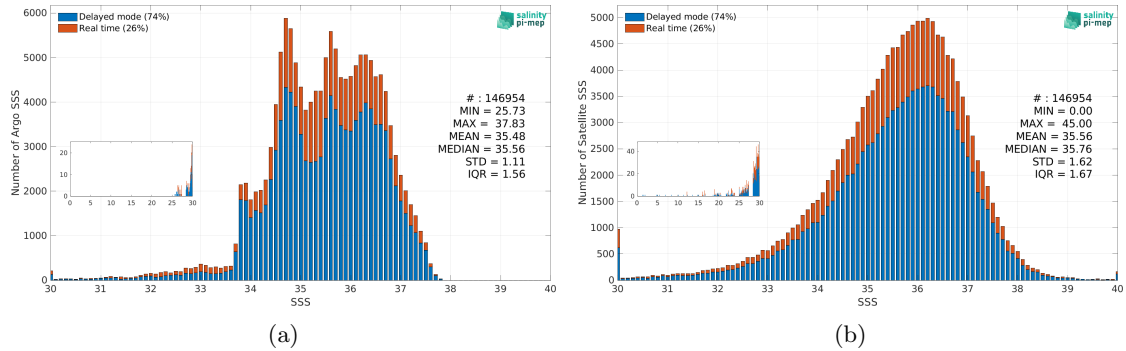 Delayed mode (74%)
Real time (26%)
salinity
pi-mep
Number of Argo SSS
6000
5000
4000
3000
2000
1000
0
# : 146954
MIN = 25.73
MAX = 37.83
MEAN = 35.48
MEDIAN = 35.56
STD = 1.11
IQR = 1.56
20
10
0
0 5 10 15 20 25 30
30 31 32 33 34 35 36 37 38 39 40
SSS
(a)
Delayed mode (74%)
Real time (26%)
salinity
pi-mep
Number of Satellite SSS
5000
4500
4000
3500
3000
2500
2000
1500
1000
500
0
# : 146954
MIN = 0.00
MAX = 45.00
MEAN = 35.56
MEDIAN = 35.76
STD = 1.62
IQR = 1.67
40
20
0
0 5 10 15 20 25 30
30 31 32 33 34 35 36 37 38 39 40
SSS
(b)